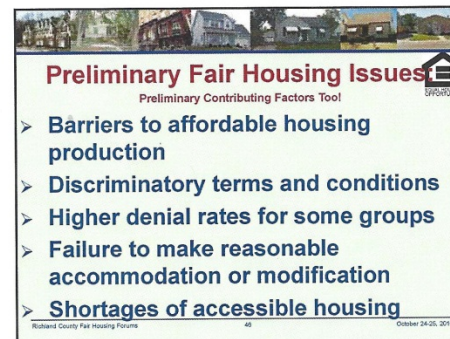 Preliminary Fair Housing Issues:
EQUAL HOUSING
Preliminary Contributing Factors Too!
➢ Barriers to affordable housing
production
➢ Discriminatory terms and conditions
➢ Higher denial rates for some groups
➢ Failure to make reasonable
accommodation or modification
➢ Shortages of accessible housing
Richland County Fair Housing Forums
46
October 24-25, 201